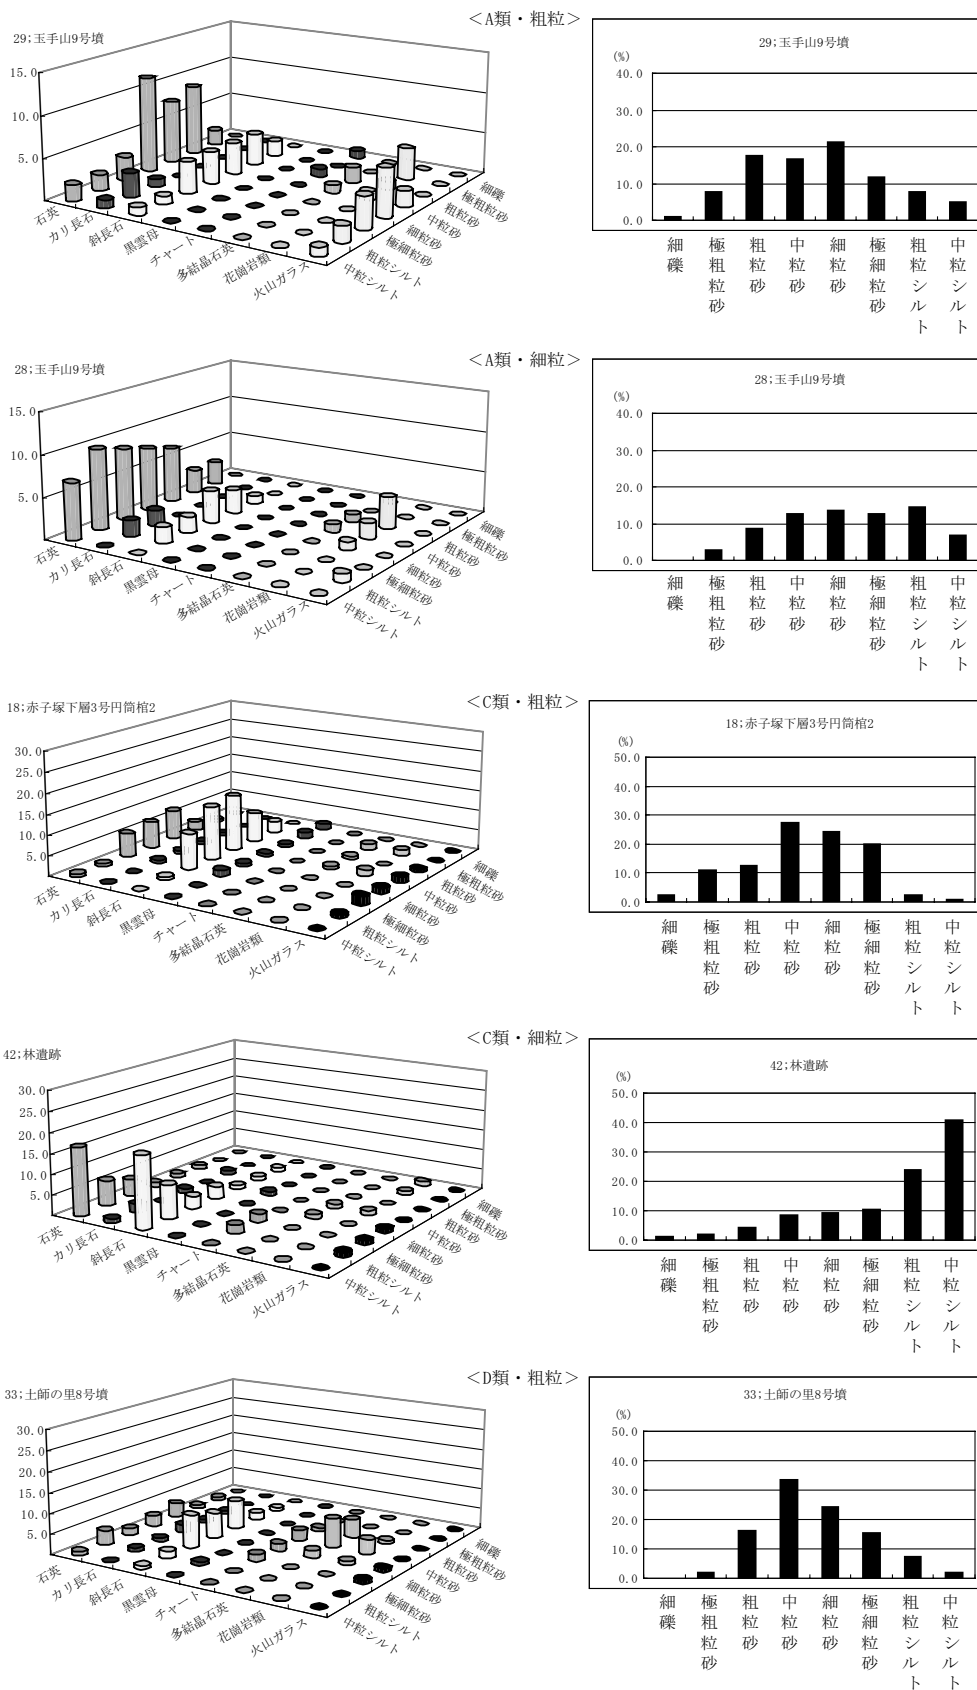 ＜A類・粗粒＞
29;玉手山9号墳
15.0
10.0
5.0
石英
カリ長石
斜長石
黒雲母
チャート
多結晶石英
花崗岩類
火山ガラス
細礫
極粗粒砂
粗粒砂
中粒砂
細粒砂
極細粒砂
粗粒シルト
中粒シルト
29;玉手山9号墳
(%)
40.0
30.0
20.0
10.0
0.0
細礫
極粗粒砂
粗粒砂
中粒砂
細粒砂
極細粒砂
粗粒シルト
中粒シルト
＜A類・細粒＞
28;玉手山9号墳
15.0
10.0
5.0
石英
カリ長石
斜長石
黒雲母
チャート
多結晶石英
花崗岩類
火山ガラス
細礫
極粗粒砂
粗粒砂
中粒砂
細粒砂
極細粒砂
粗粒シルト
中粒シルト
28;玉手山9号墳
(%)
40.0
30.0
20.0
10.0
0.0
細礫
極粗粒砂
粗粒砂
中粒砂
細粒砂
極細粒砂
粗粒シルト
中粒シルト
＜C類・粗粒＞
18;赤子塚下層3号円筒棺2
30.0
25.0
20.0
15.0
10.0
5.0
石英
カリ長石
斜長石
黒雲母
チャート
多結晶石英
花崗岩類
火山ガラス
細礫
極粗粒砂
粗粒砂
中粒砂
細粒砂
極細粒砂
粗粒シルト
中粒シルト
18;赤子塚下層3号円筒棺2
(%)
50.0
40.0
30.0
20.0
10.0
0.0
細礫
極粗粒砂
粗粒砂
中粒砂
細粒砂
極細粒砂
粗粒シルト
中粒シルト
＜C類・細粒＞
42;林遺跡
30.0
25.0
20.0
15.0
10.0
5.0
石英
カリ長石
斜長石
黒雲母
チャート
多結晶石英
花崗岩類
火山ガラス
細礫
極粗粒砂
粗粒砂
中粒砂
細粒砂
極細粒砂
粗粒シルト
中粒シルト
42;林遺跡
(%)
50.0
40.0
30.0
20.0
10.0
0.0
細礫
極粗粒砂
粗粒砂
中粒砂
細粒砂
極細粒砂
粗粒シルト
中粒シルト
＜D類・粗粒＞
33;土師の里8号墳
30.0
25.0
20.0
15.0
10.0
5.0
石英
カリ長石
斜長石
黒雲母
チャート
多結晶石英
花崗岩類
火山ガラス
細礫
極粗粒砂
粗粒砂
中粒砂
細粒砂
極細粒砂
粗粒シルト
中粒シルト
33;土師の里8号墳
(%)
50.0
40.0
30.0
20.0
10.0
0.0
細礫
極粗粒砂
粗粒砂
中粒砂
細粒砂
極細粒砂
粗粒シルト
中粒シルト